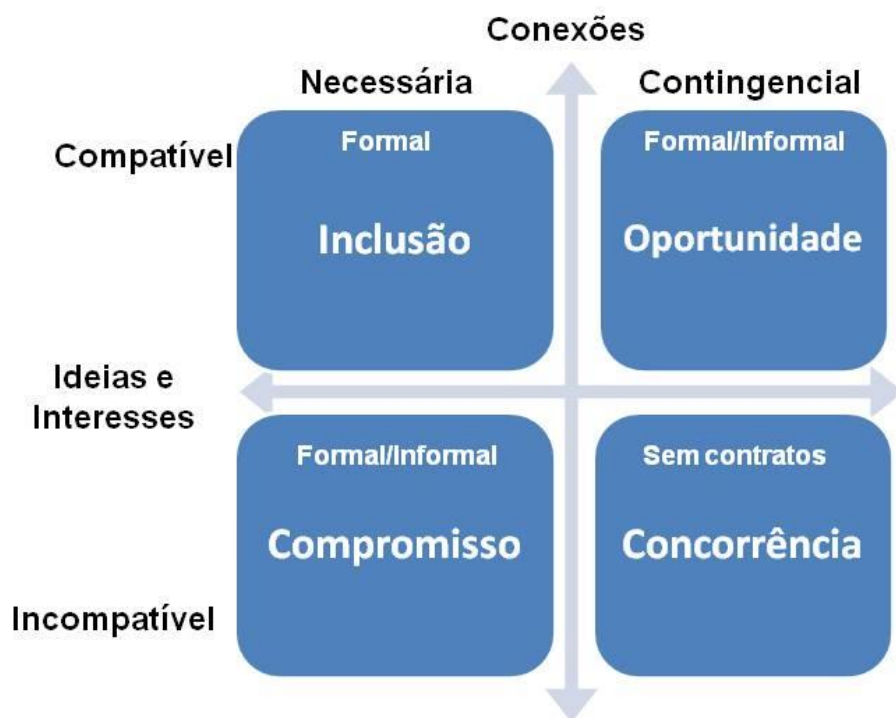 Conexões
Necessária
Contingencial
Compatível
Formal
Inclusão
Formal/Informal
Oportunidade
Ideias e
Interesses
Formal/Informal
Compromisso
Sem contratos
Concorrência
Incompatível